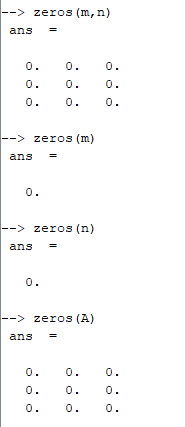 --> zeros(m,n)
ans  =
0.   0.   0.
0.   0.   0.
0.   0.   0.
--> zeros(m)
ans  =
0.
--> zeros(n)
ans  =
0.
--> zeros(A)
ans  =
0.   0.   0.
0.   0.   0.
0.   0.   0.